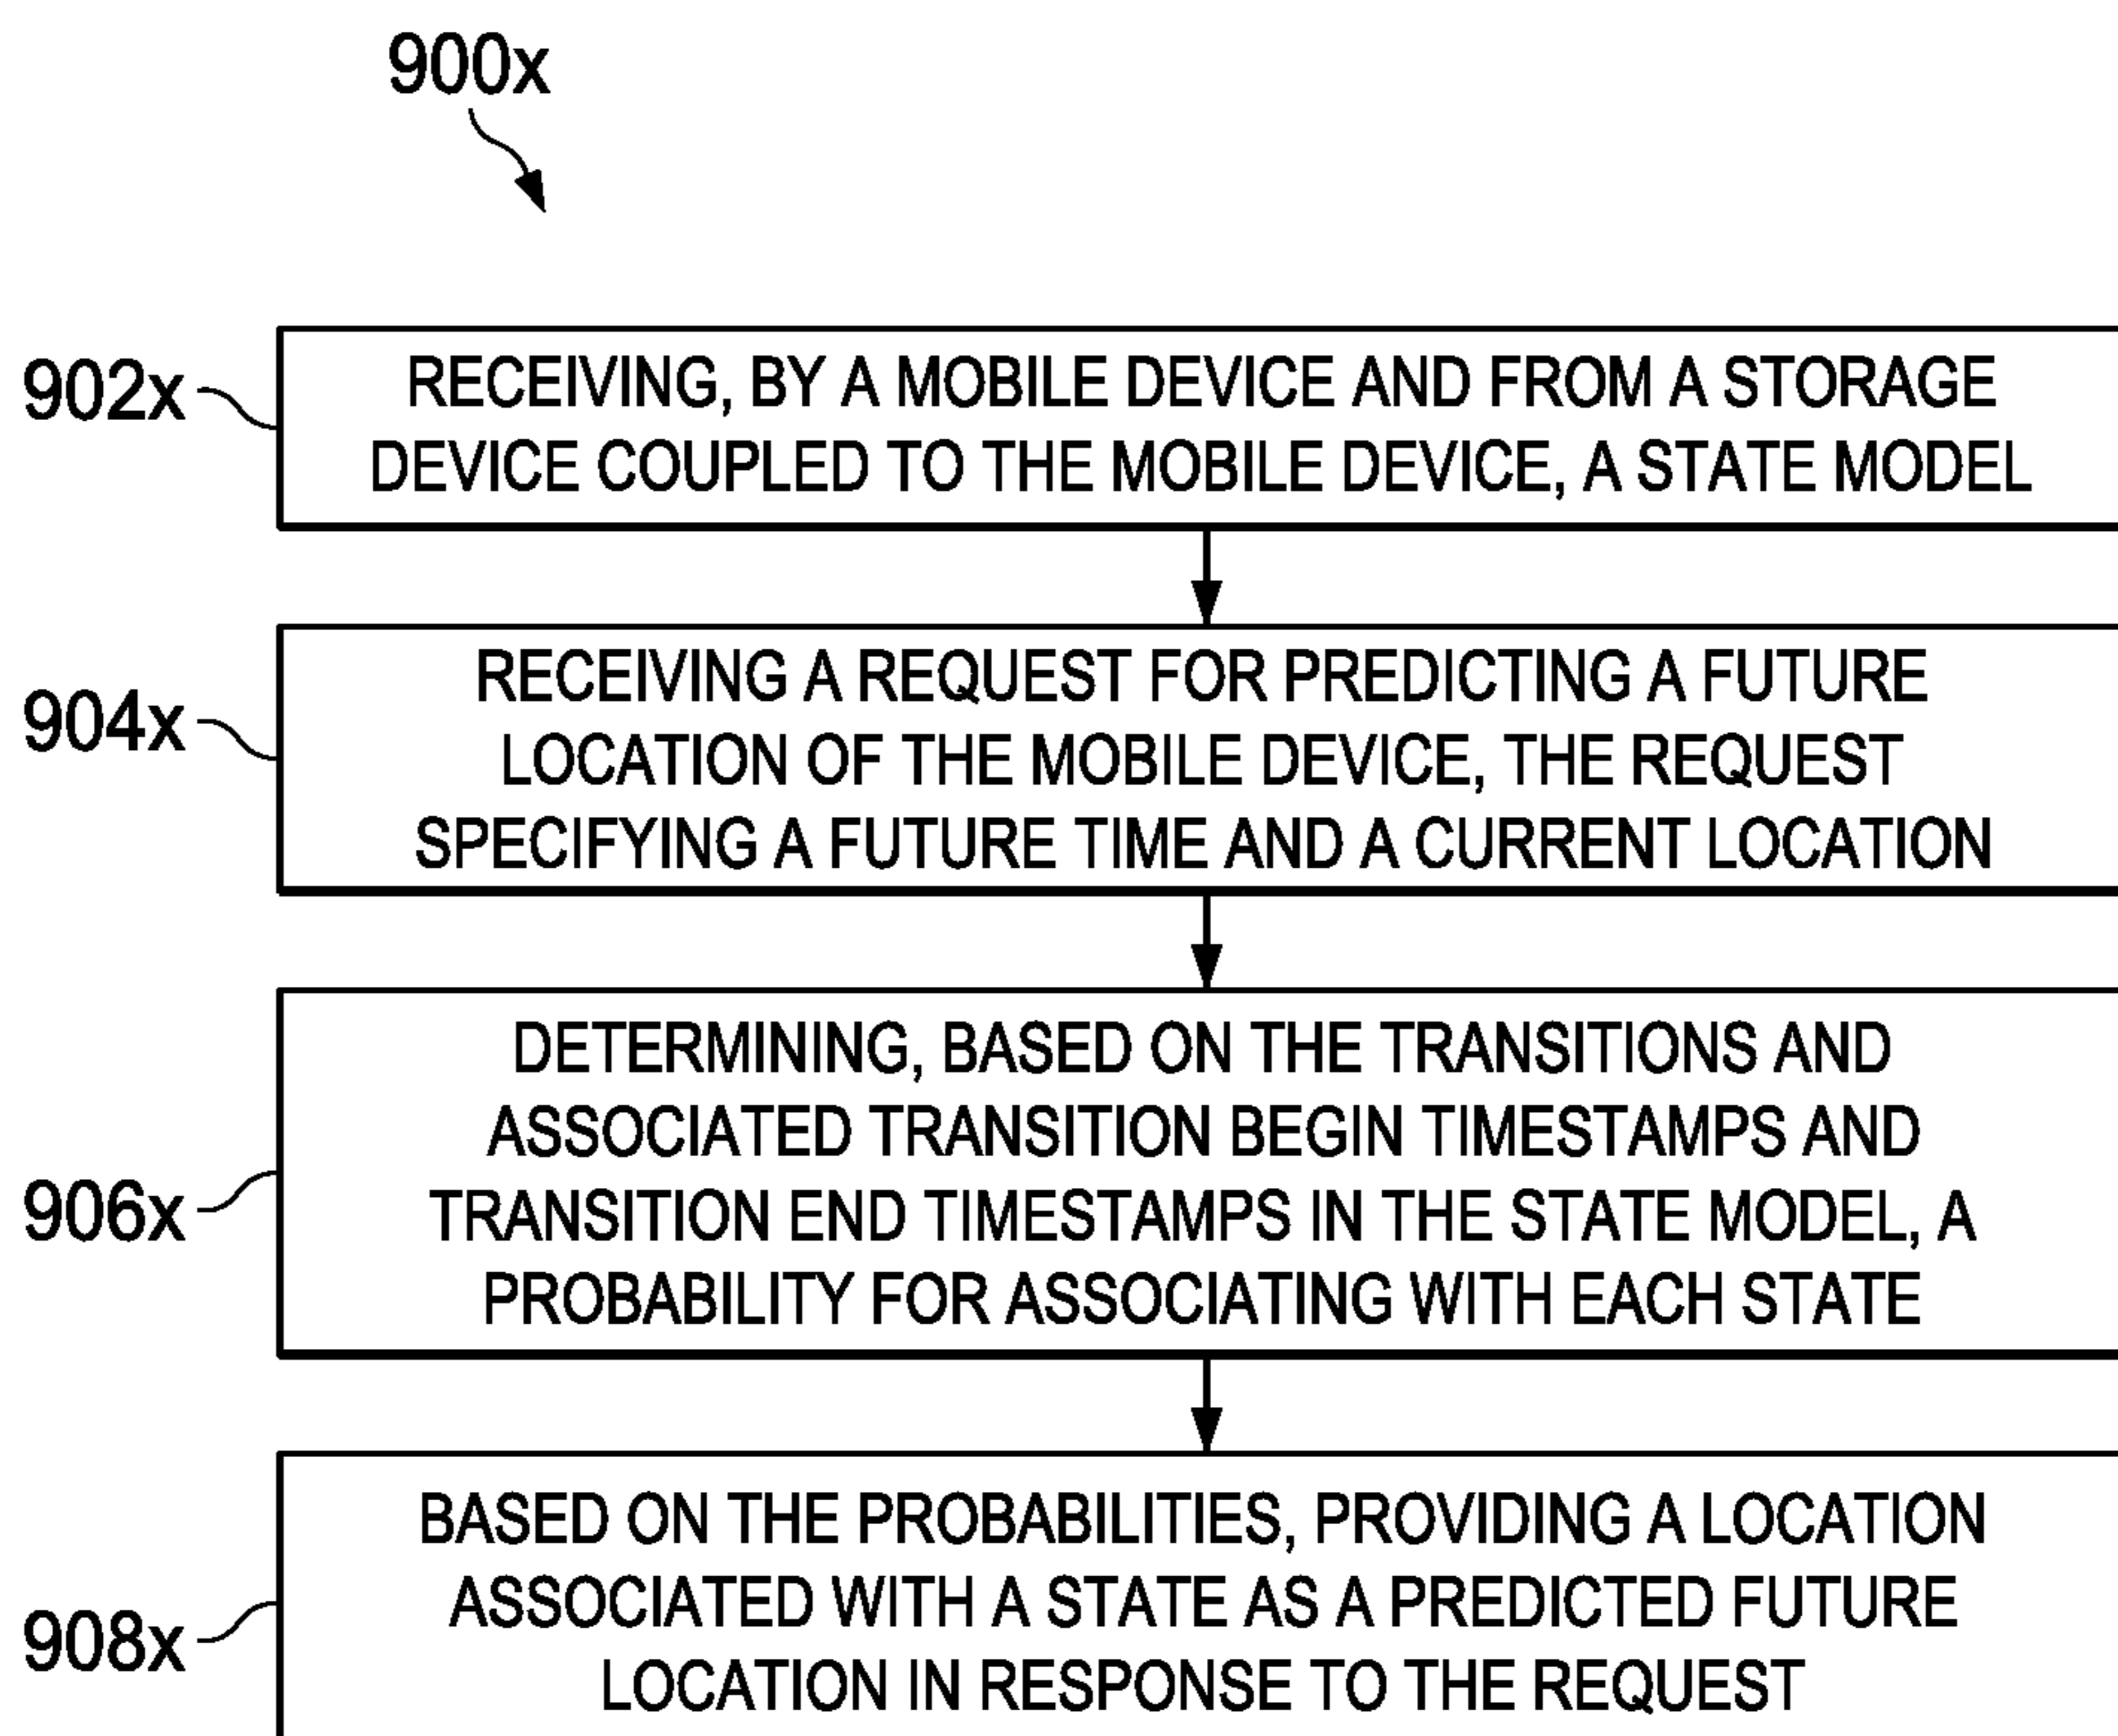 900x
902x
RECEIVING, BY A MOBILE DEVICE AND FROM A STORAGE
DEVICE COUPLED TO THE MOBILE DEVICE, A STATE MODEL
904x
RECEIVING A REQUEST FOR PREDICTING A FUTURE
LOCATION OF THE MOBILE DEVICE, THE REQUEST
SPECIFYING A FUTURE TIME AND A CURRENT LOCATION
906x
DETERMINING, BASED ON THE TRANSITIONS AND
ASSOCIATED TRANSITION BEGIN TIMESTAMPS AND
TRANSITION END TIMESTAMPS IN THE STATE MODEL, A
PROBABILITY FOR ASSOCIATING WITH EACH STATE
908x
BASED ON THE PROBABILITIES, PROVIDING A LOCATION
ASSOCIATED WITH A STATE AS A PREDICTED FUTURE
LOCATION IN RESPONSE TO THE REQUEST